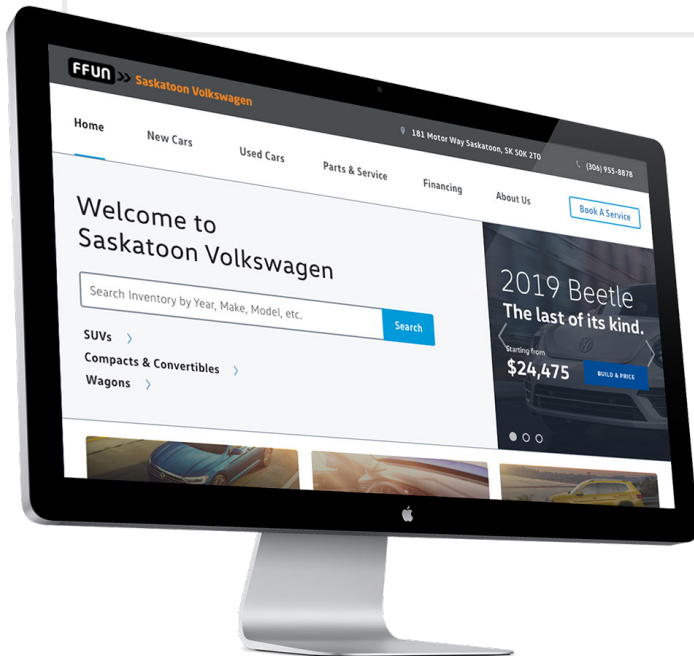 FFUN Saskatoon Volkswagen
181 Motor Way Saskatoon, SK S0K 2T0
(306) 955-8878
Home
New Cars
Used Cars
Parts & Service
Financing
About Us
Book A Service
Welcome to
Saskatoon Volkswagen
Search Inventory by Year, Make, Model, etc.
Search
SUVs
Compacts & Convertibles
Wagons
2019 Beetle
The last of its kind.
Starting from
$24,475
BUILD & PRICE